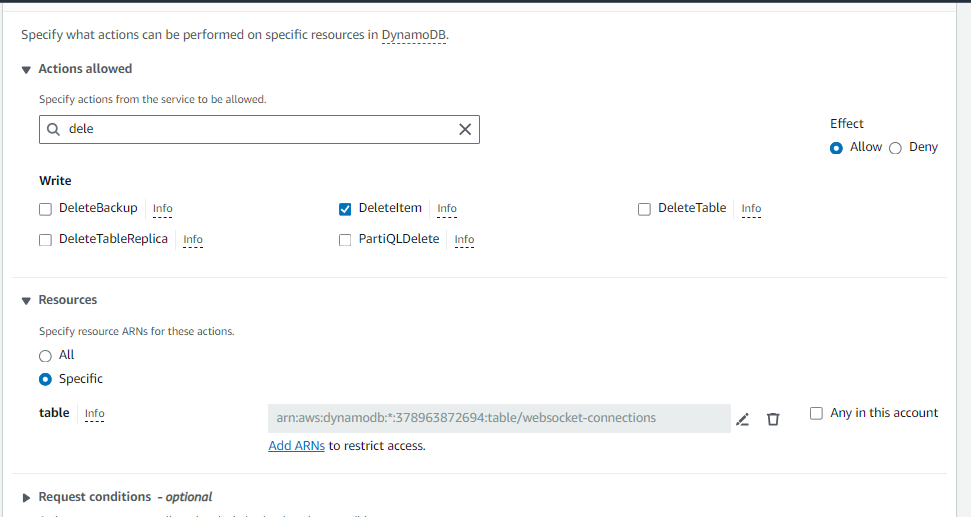 Specify what actions can be performed on specific resources in DynamoDB.
Actions allowed
Specify actions from the service to be allowed.
dele
Effect
Allow Deny
Write
DeleteBackup Info DeleteItem Info DeleteTable Info
DeleteTableReplica Info PartiQLDelete Info
Resources
Specify resource ARNs for these actions.
All
Specific
table Info arn:aws:dynamodb:*:378963872694:table/websocket-connections Any in this account
Add ARNs to restrict access.
Request conditions - optional